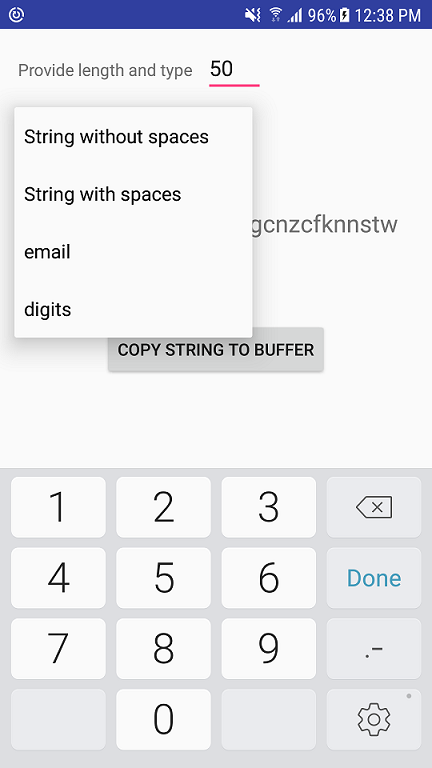 96% 12:38 PM
Provide length and type 50
String without spaces
String with spaces
gcnzcfknnstw
email
digits
COPY STRING TO BUFFER
1 2 3
4 5 6 Done
7 8 9 .-
0